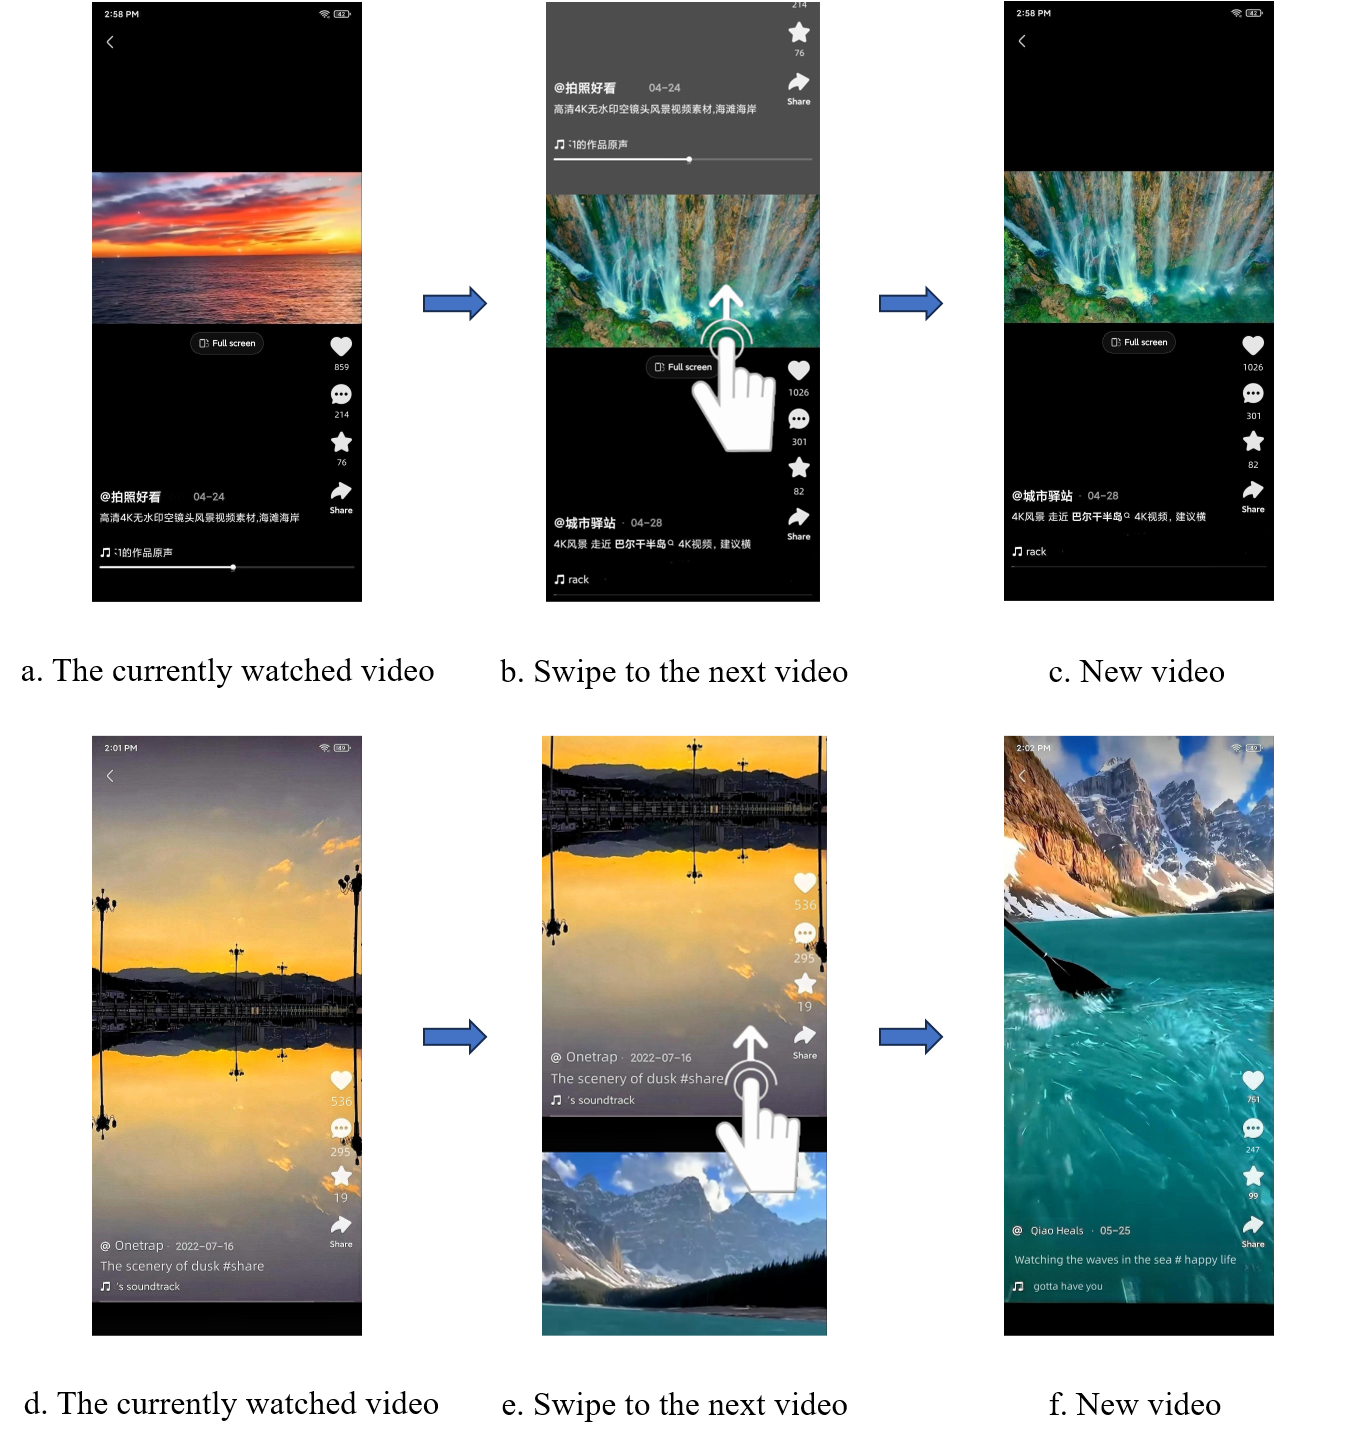 2:58 PM
42
Full screen
859
214
76
@拍照好看 04-24
高清4K无水印空镜头风景视频素材,海滩海岸
Share
:1的作品原声
214
76
@拍照好看 04-24
高清4K无水印空镜头风景视频素材,海滩海岸
Share
:1的作品原声
Full screen
1026
301
82
@城市驿站 · 04-28
4K风景 走近 巴尔干半岛 4K视频，建议横
Share
rack
2:58 PM
42
Full screen
1026
301
82
@城市驿站 · 04-28
4K风景 走近 巴尔干半岛 4K视频，建议横
Share
rack
a. The currently watched video
b. Swipe to the next video
c. New video
2:01 PM
49
536
295
19
Share
@ Onetrap · 2022-07-16
The scenery of dusk #share
's soundtrack
536
295
19
Share
@ Onetrap · 2022-07-16
The scenery of dusk #share
's soundtrack
2:02 PM
49
751
247
99
@ Qiao Heals · 05-25
Share
Watching the waves in the sea # happy life
gotta have you
d. The currently watched video
e. Swipe to the next video
f. New video